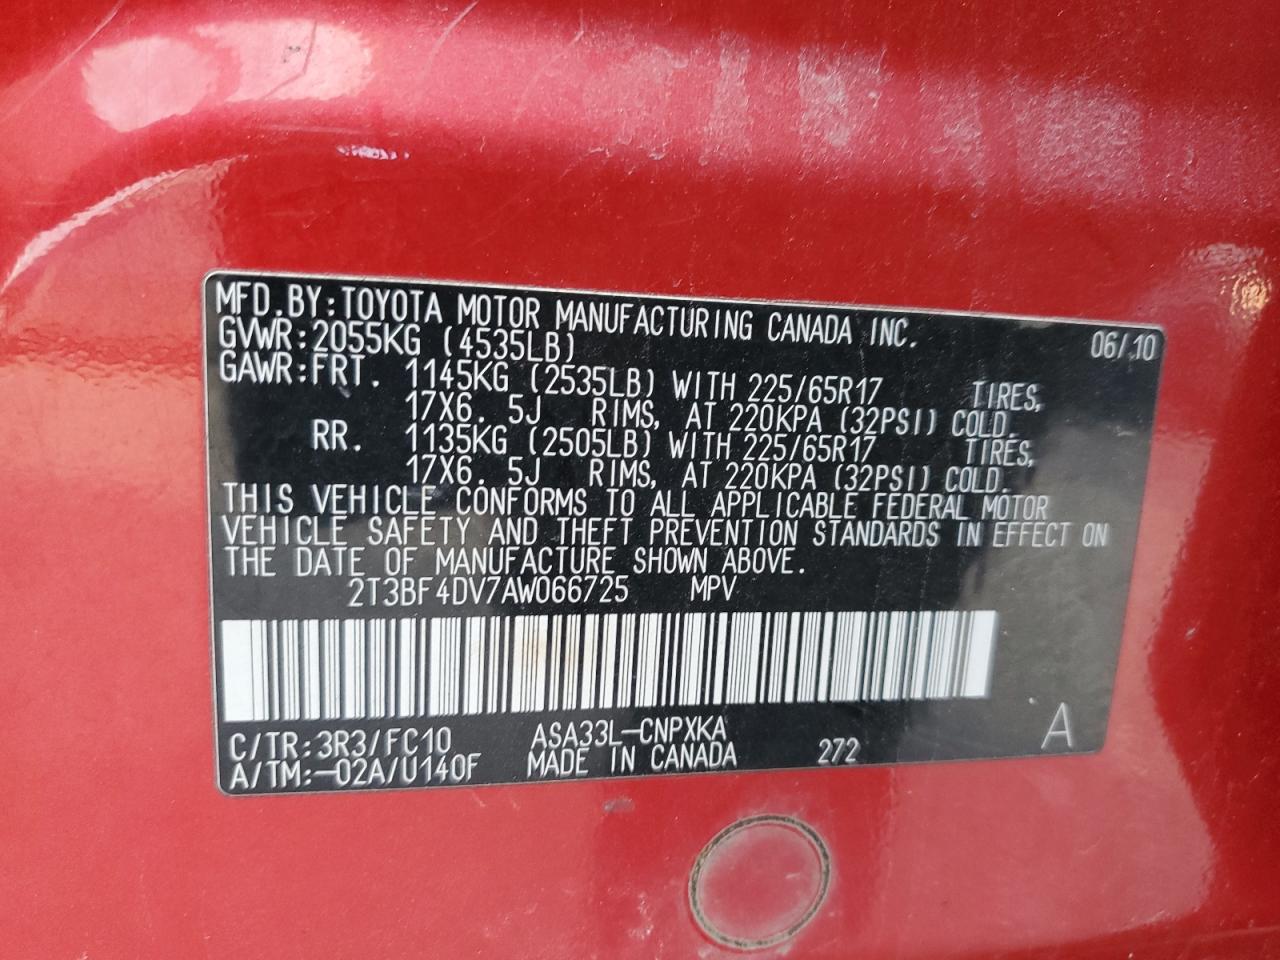 MFD.BY:TOYOTA MOTOR MANUFACTURING CANADA INC. 06/10
GVWR:2055KG (4535LB)
GAWR:FRT. 1145KG (2535LB) WITH 225/65R17 TIRES,
17X6. 5J RIMS, AT 220KPA (32PSI) COLD.
RR. 1135KG (2505LB) WITH 225/65R17 TIRES,
17X6. 5J RIMS, AT 220KPA (32PSI) COLD.
THIS VEHICLE CONFORMS TO ALL APPLICABLE FEDERAL MOTOR
VEHICLE SAFETY AND THEFT PREVENTION STANDARDS IN EFFECT ON
THE DATE OF MANUFACTURE SHOWN ABOVE.
2T3BF4DV7AW066725 MPV
C/TR:3R3/FC10 ASA33L-CNPXKA A
A/TM:-02A/U140F MADE IN CANADA 272